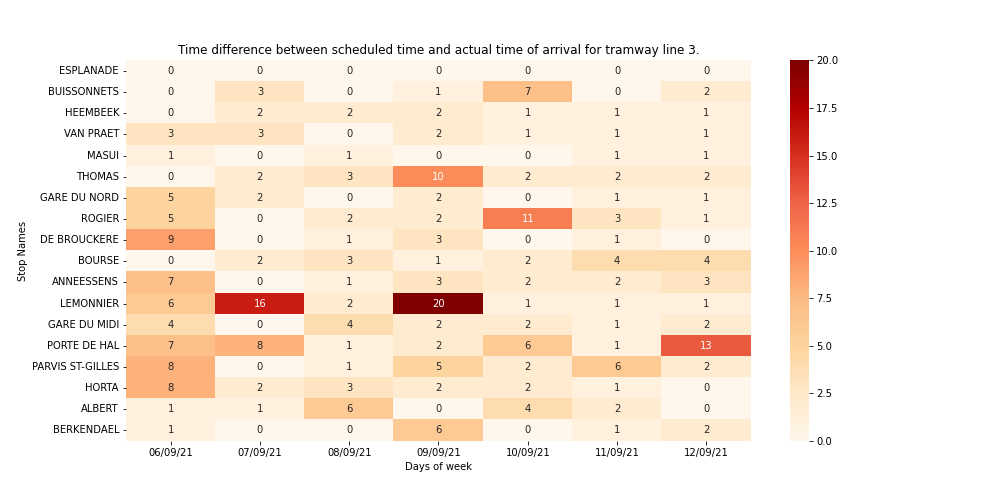 Time difference between scheduled time and actual time of arrival for tramway line 3.
Stop Names
ESPLANADE 0 0 0 0 0 0 0
BUISSONNETS 0 3 0 1 7 0 2
HEEMBEEK 0 2 2 2 1 1 1
VAN PRAET 3 3 0 2 1 1 1
MASUI 1 0 1 0 0 1 1
THOMAS 0 2 3 10 2 2 2
GARE DU NORD 5 2 0 2 0 1 1
ROGIER 5 0 2 2 11 3 1
DE BROUCKERE 9 0 1 3 0 1 0
BOURSE 0 2 3 1 2 4 4
ANNEESSENS 7 0 1 3 2 2 3
LEMONNIER 6 16 2 20 1 1 1
GARE DU MIDI 4 0 4 2 2 1 2
PORTE DE HAL 7 8 1 2 6 1 13
PARVIS ST-GILLES 8 0 1 5 2 6 2
HORTA 8 2 3 2 2 1 0
ALBERT 1 1 6 0 4 2 0
BERKENDAEL 1 0 0 6 0 1 2
06/09/21 07/09/21 08/09/21 09/09/21 10/09/21 11/09/21 12/09/21
Days of week
20.0
17.5
15.0
12.5
10.0
7.5
5.0
2.5
0.0